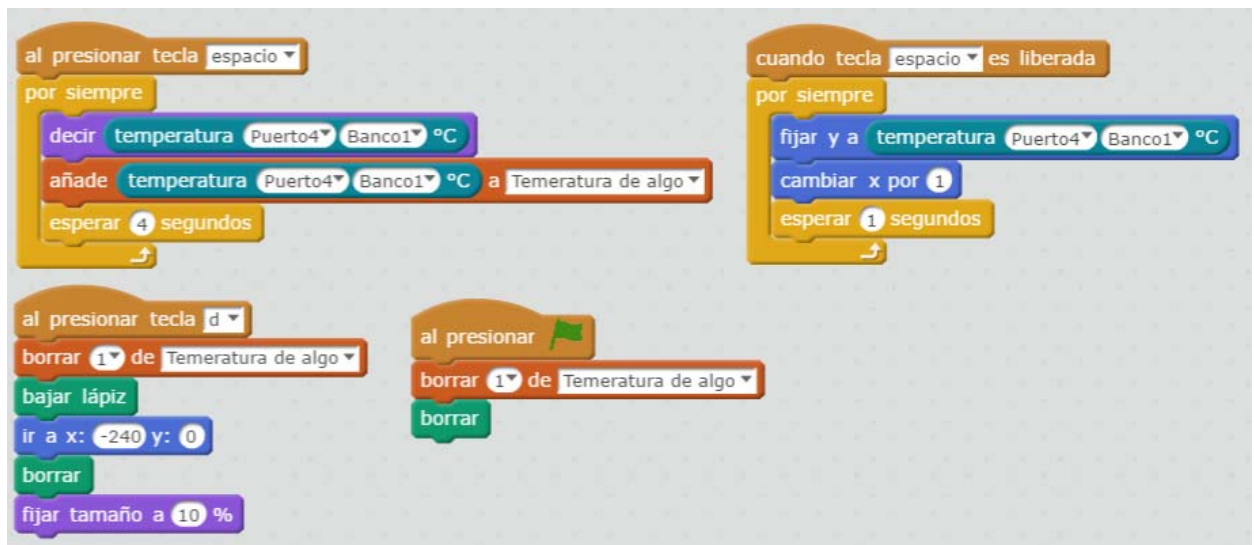 al presionar tecla espacio
por siempre
decir temperatura Puerto4 Banco1 ºC
añade temperatura Puerto4 Banco1 ºC a Temeratura de algo
esperar 4 segundos
cuando tecla espacio es liberada
por siempre
fijar y a temperatura Puerto4 Banco1 ºC
cambiar x por 1
esperar 1 segundos
al presionar tecla d
borrar 1 de Temeratura de algo
bajar lápiz
ir a x: -240 y: 0
borrar
fijar tamaño a 10 %
al presionar
borrar 1 de Temeratura de algo
borrar